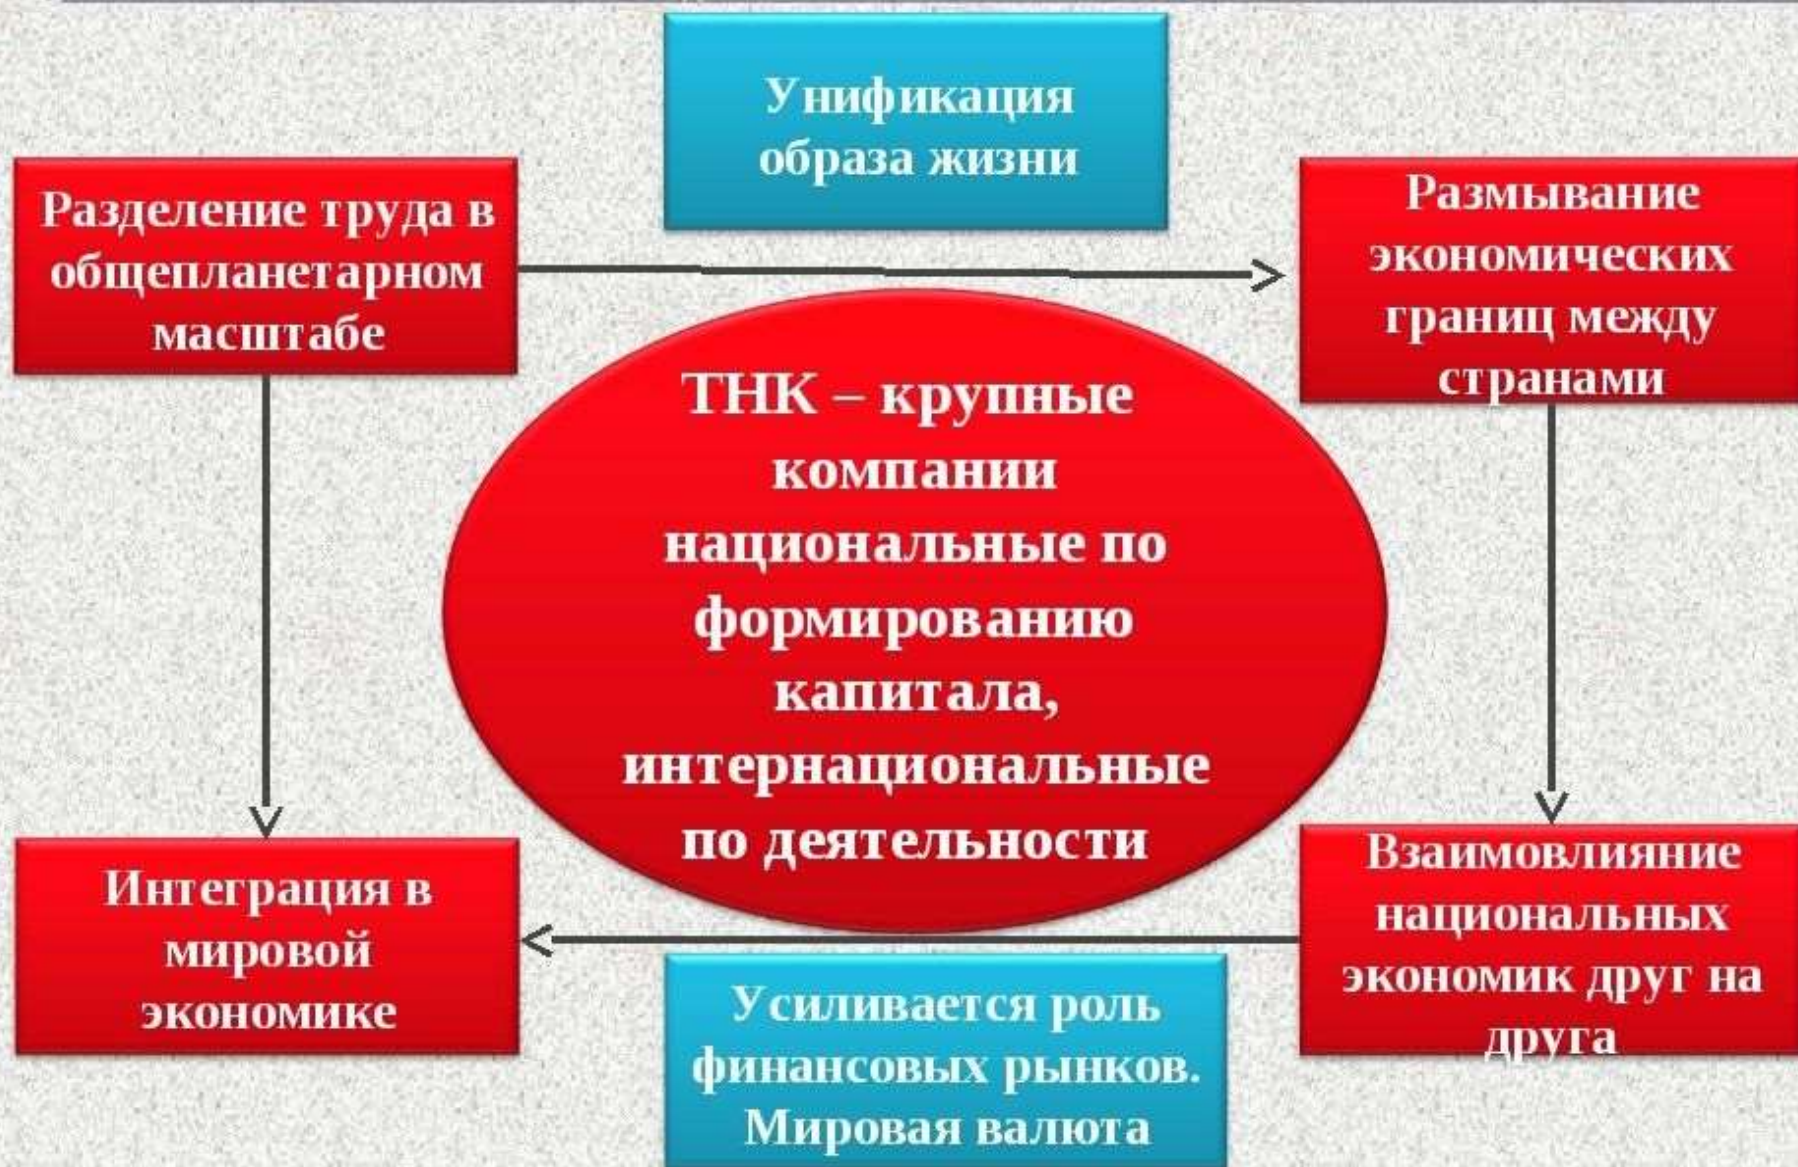 Унификация
образа жизни
Разделение труда в
общепланетарном
масштабе
Размывание
экономических
границ между
странами
ТНК – крупные
компании
национальные по
формированию
капитала,
интернациональные
по деятельности
Интеграция в
мировой
экономике
Взаимовлияние
национальных
экономик друг на
друга
Усиливается роль
финансовых рынков.
Мировая валюта